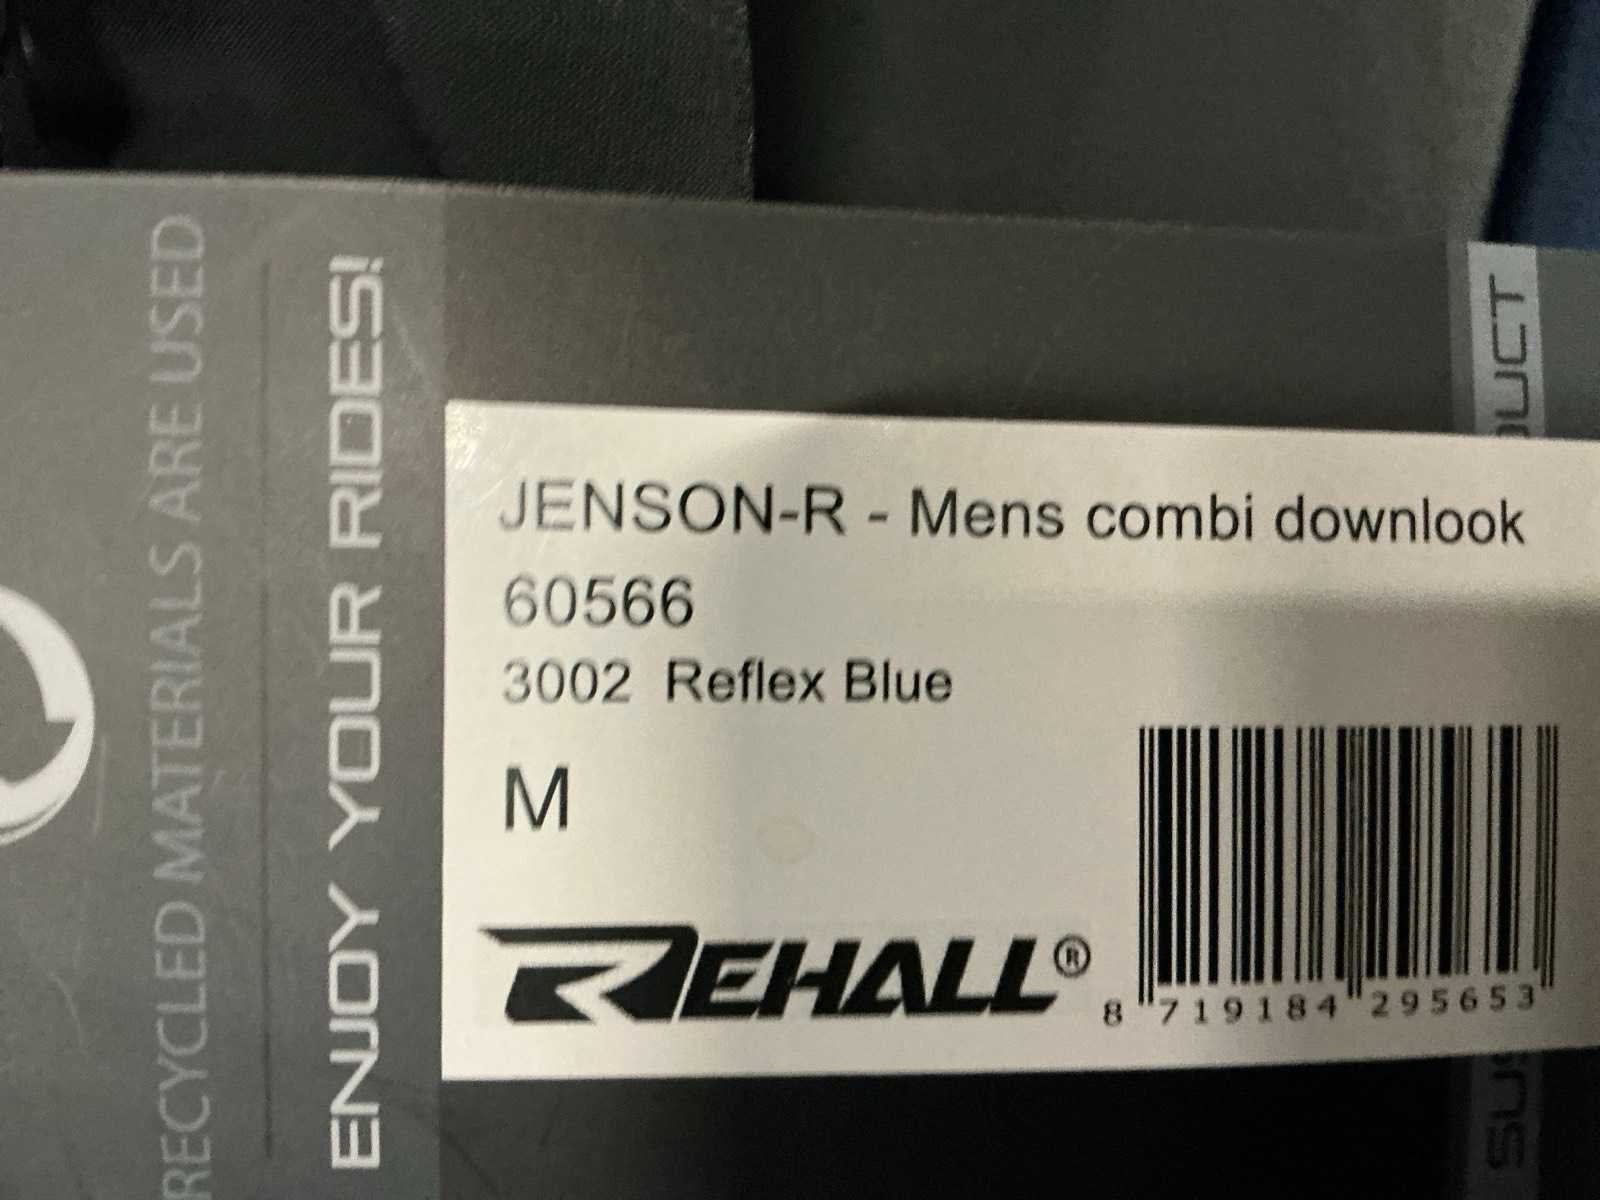 RECYCLED MATERIALS ARE USED
ENJOY YOUR RIDES!
JENSON-R - Mens combi downlook
60566
3002 Reflex Blue
M
REHALL®
8 719184 295653